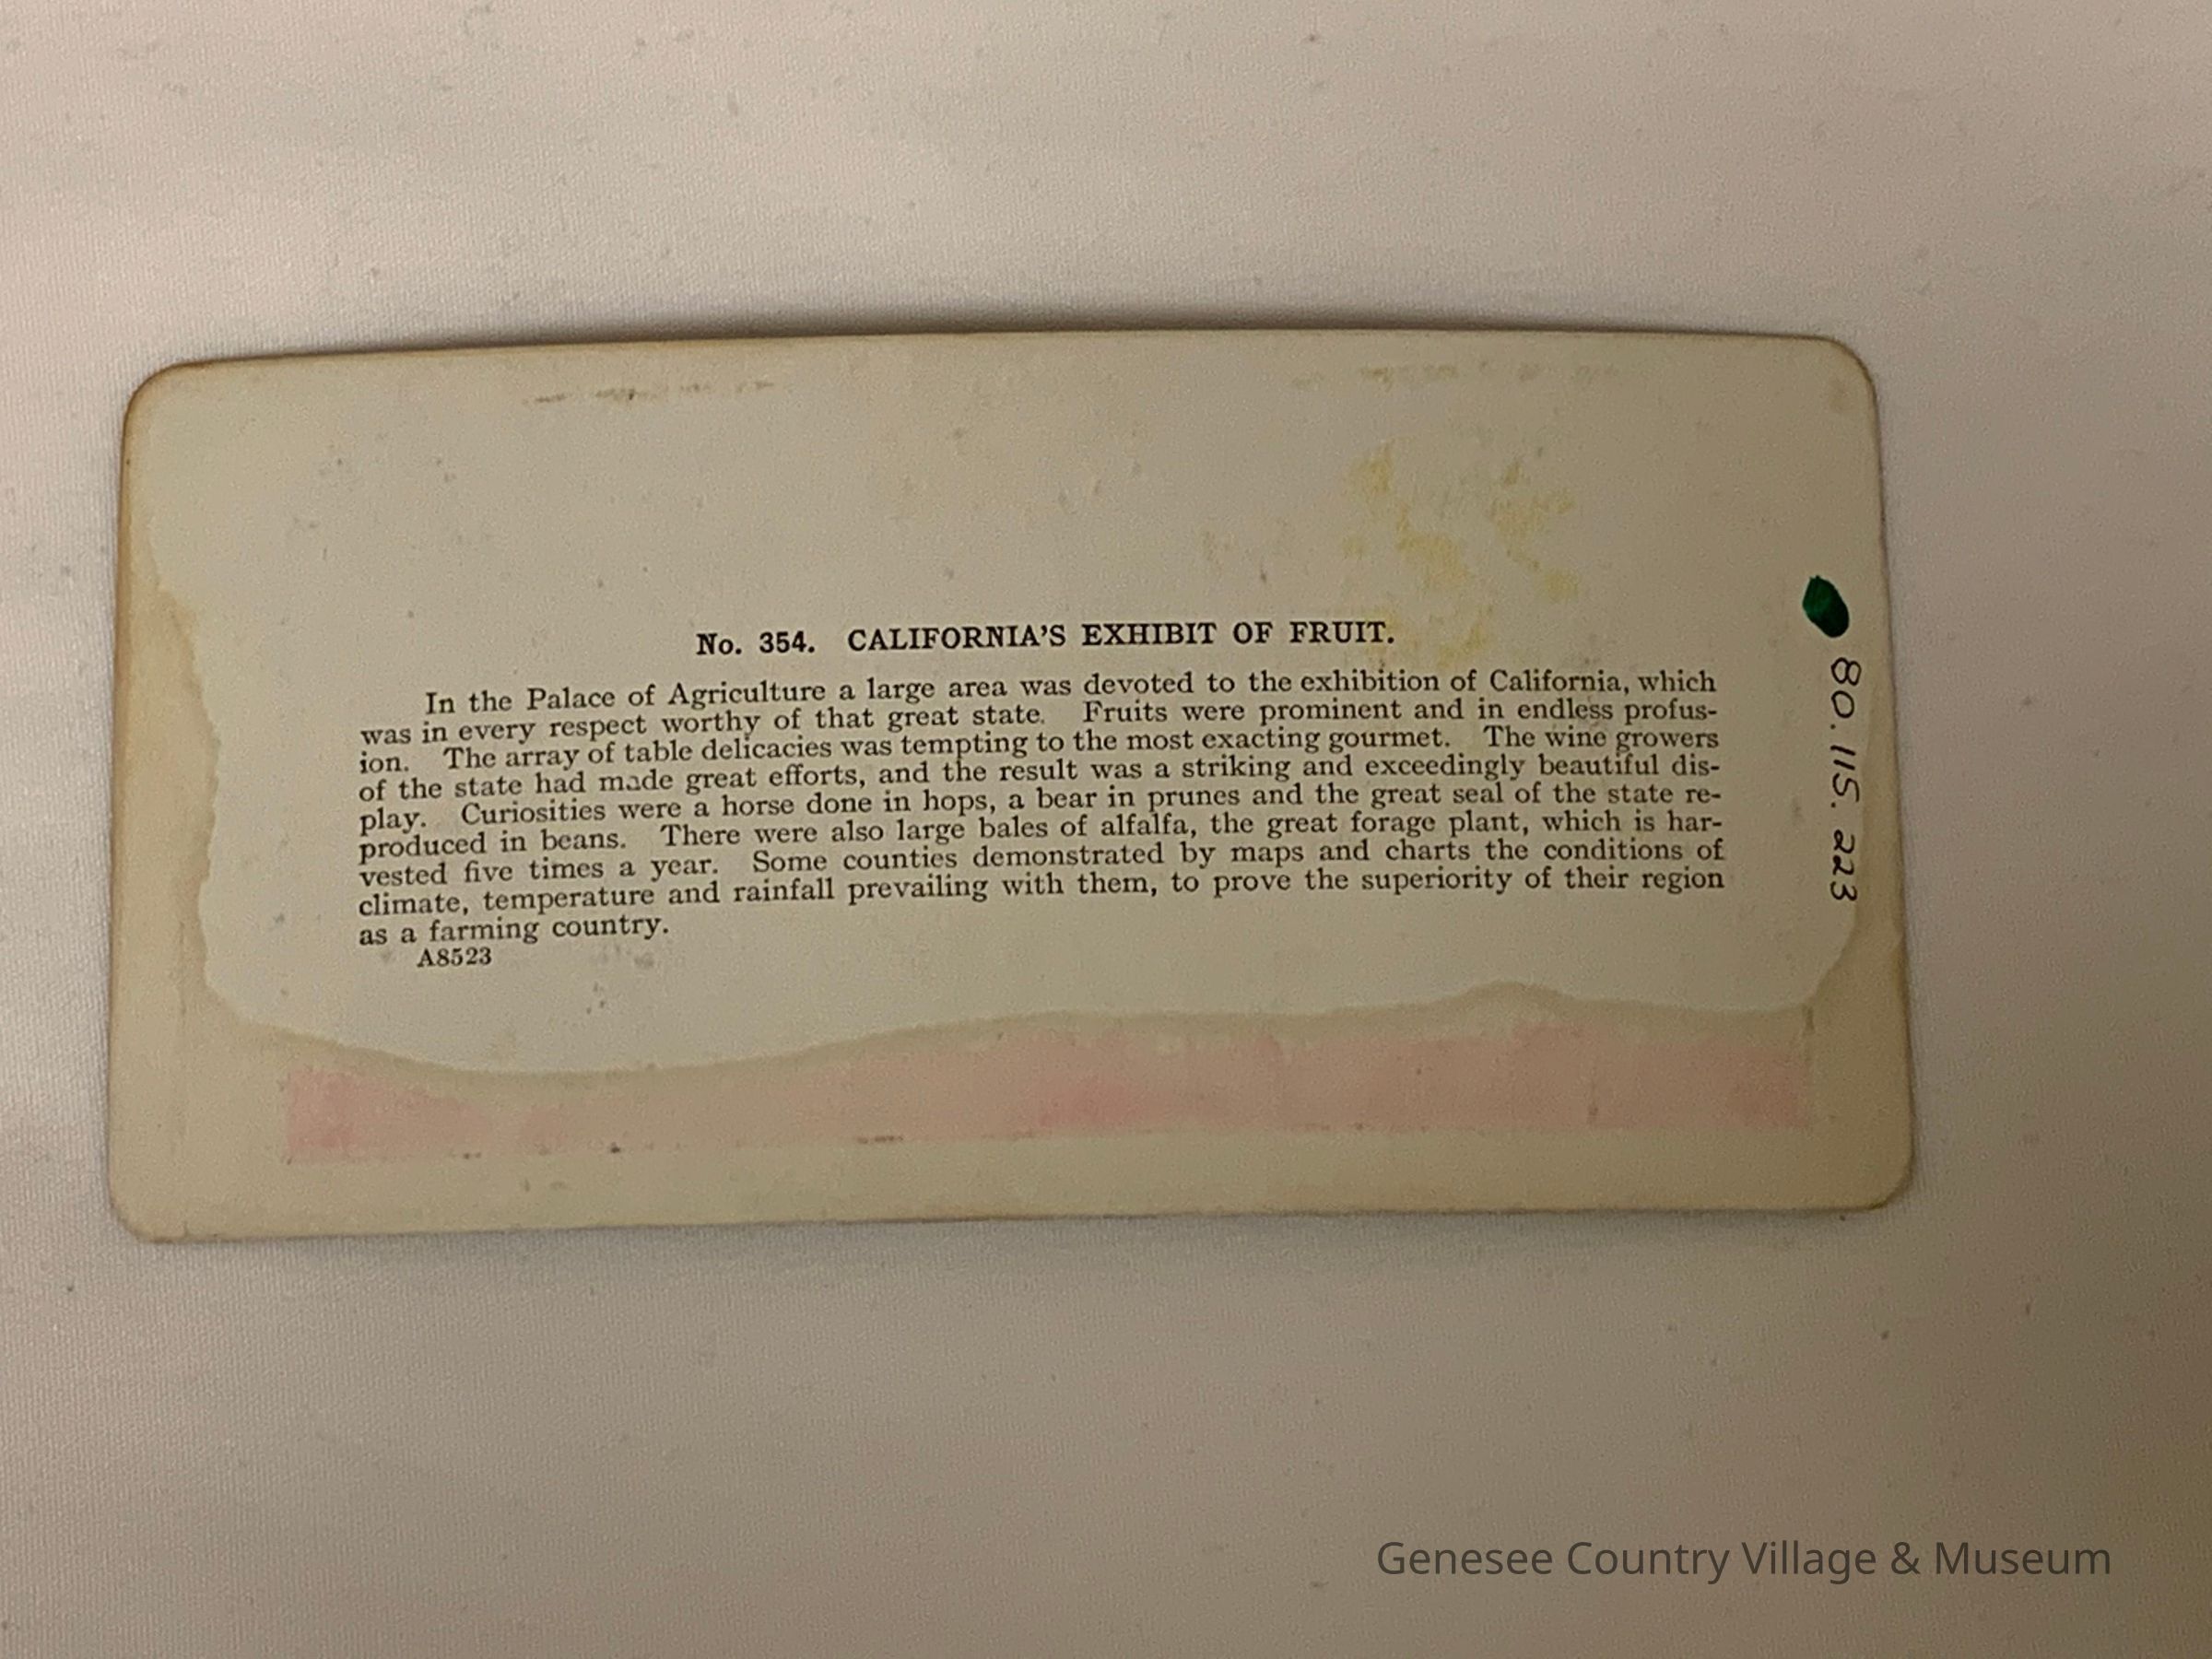 No. 354. CALIFORNIA'S EXHIBIT OF FRUIT.
In the Palace of Agriculture a large area was devoted to the exhibition of California, which
was in every respect worthy of that great state. Fruits were prominent and in endless profus-
ion. The array of table delicacies was tempting to the most exacting gourmet. The wine growers
of the state had made great efforts, and the result was a striking and exceedingly beautiful dis-
play. Curiosities were a horse done in hops, a bear in prunes and the great seal of the state re-
produced in beans. There were also large bales of alfalfa, the great forage plant, which is har-
vested five times a year. Some counties demonstrated by maps and charts the conditions of
climate, temperature and rainfall prevailing with them, to prove the superiority of their region
as a farming country.
A8523
80.115.223
Genesee Country Village & Museum